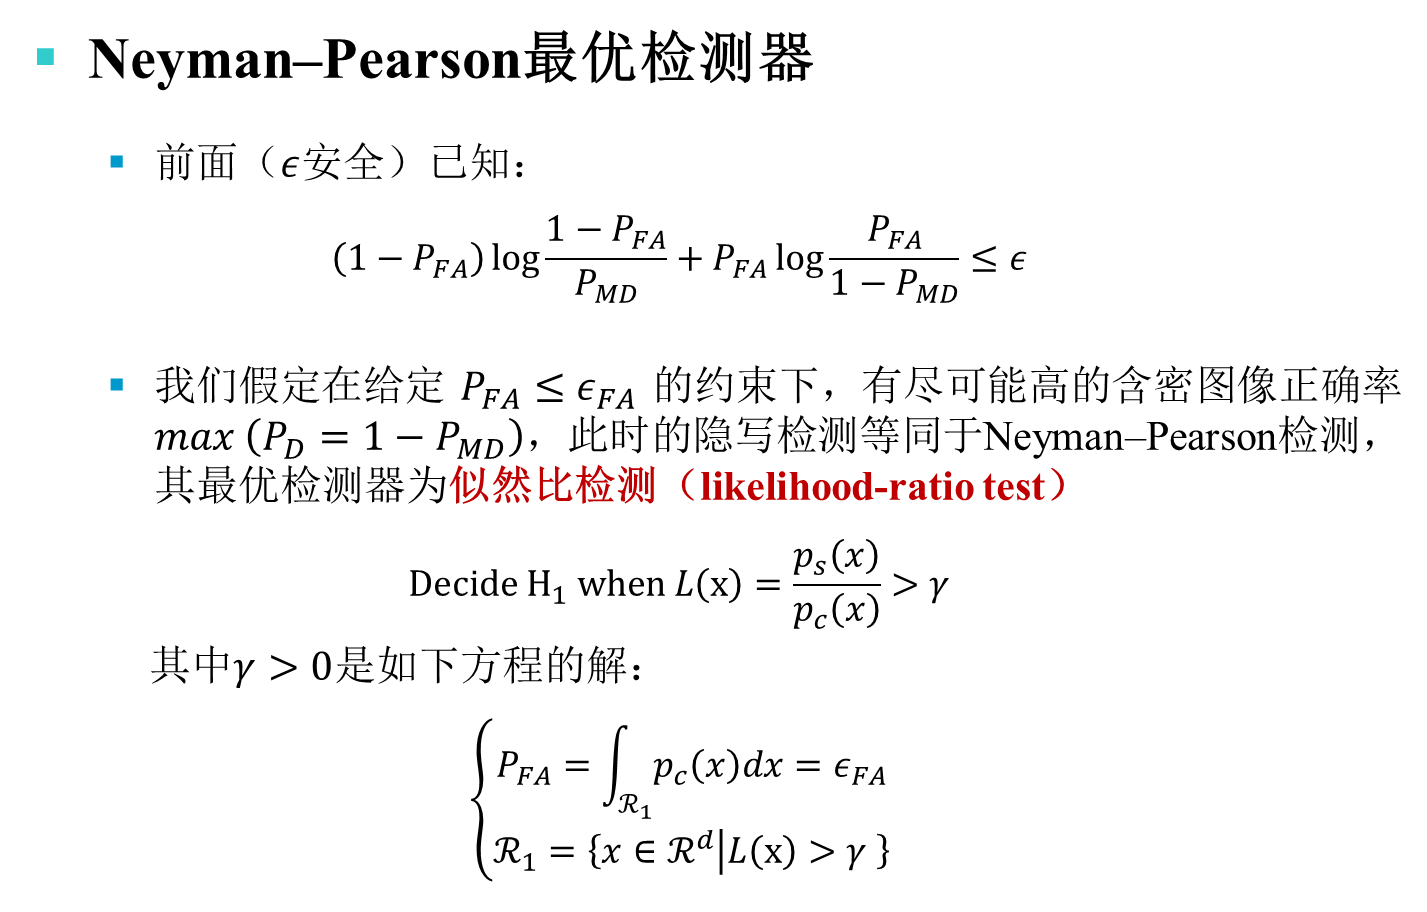 Neyman–Pearson最优检测器
前面（ϵ安全）已知：
(1 − P_FA) log (1 − P_FA)/P_MD + P_FA log P_FA/(1 − P_MD) ≤ ϵ
我们假定在给定 P_FA ≤ ϵ_FA 的约束下，有尽可能高的含密图像正确率
max (P_D = 1 − P_MD)，此时的隐写检测等同于Neyman–Pearson检测，
其最优检测器为似然比检测（likelihood-ratio test）
Decide H₁ when L(x) = p_s(x)/p_c(x) > γ
其中γ > 0是如下方程的解：
{ P_FA = ∫_ℛ₁ p_c(x)dx = ϵ_FA
ℛ₁ = {x ∈ ℛ^d|L(x) > γ }